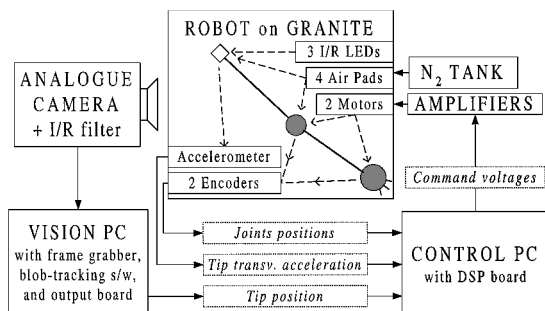 ROBOT on GRANITE
3 I/R LEDs
4 Air Pads
2 Motors
Accelerometer
2 Encoders
ANALOGUE
CAMERA
+ I/R filter
N₂ TANK
AMPLIFIERS
Command voltages
VISION PC
with frame grabber,
blob-tracking s/w,
and output board
Joints positions
Tip transv. acceleration
Tip position
CONTROL PC
with DSP board